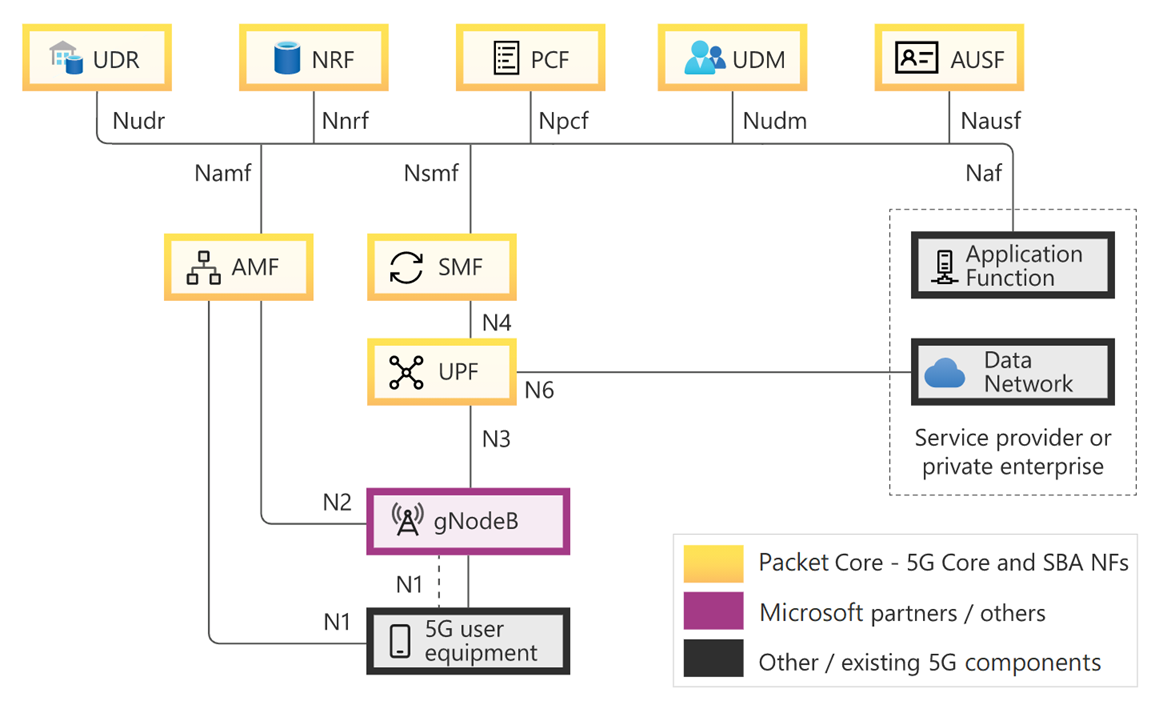 UDR
NRF
PCF
UDM
AUSF
Nudr
Nnrf
Npcf
Nudm
Nausf
Namf
Nsmf
Naf
AMF
SMF
Application
Function
N4
UPF
Data
Network
N6
N3
Service provider or
private enterprise
N2
gNodeB
N1
N1
5G user
equipment
Packet Core - 5G Core and SBA NFs
Microsoft partners / others
Other / existing 5G components